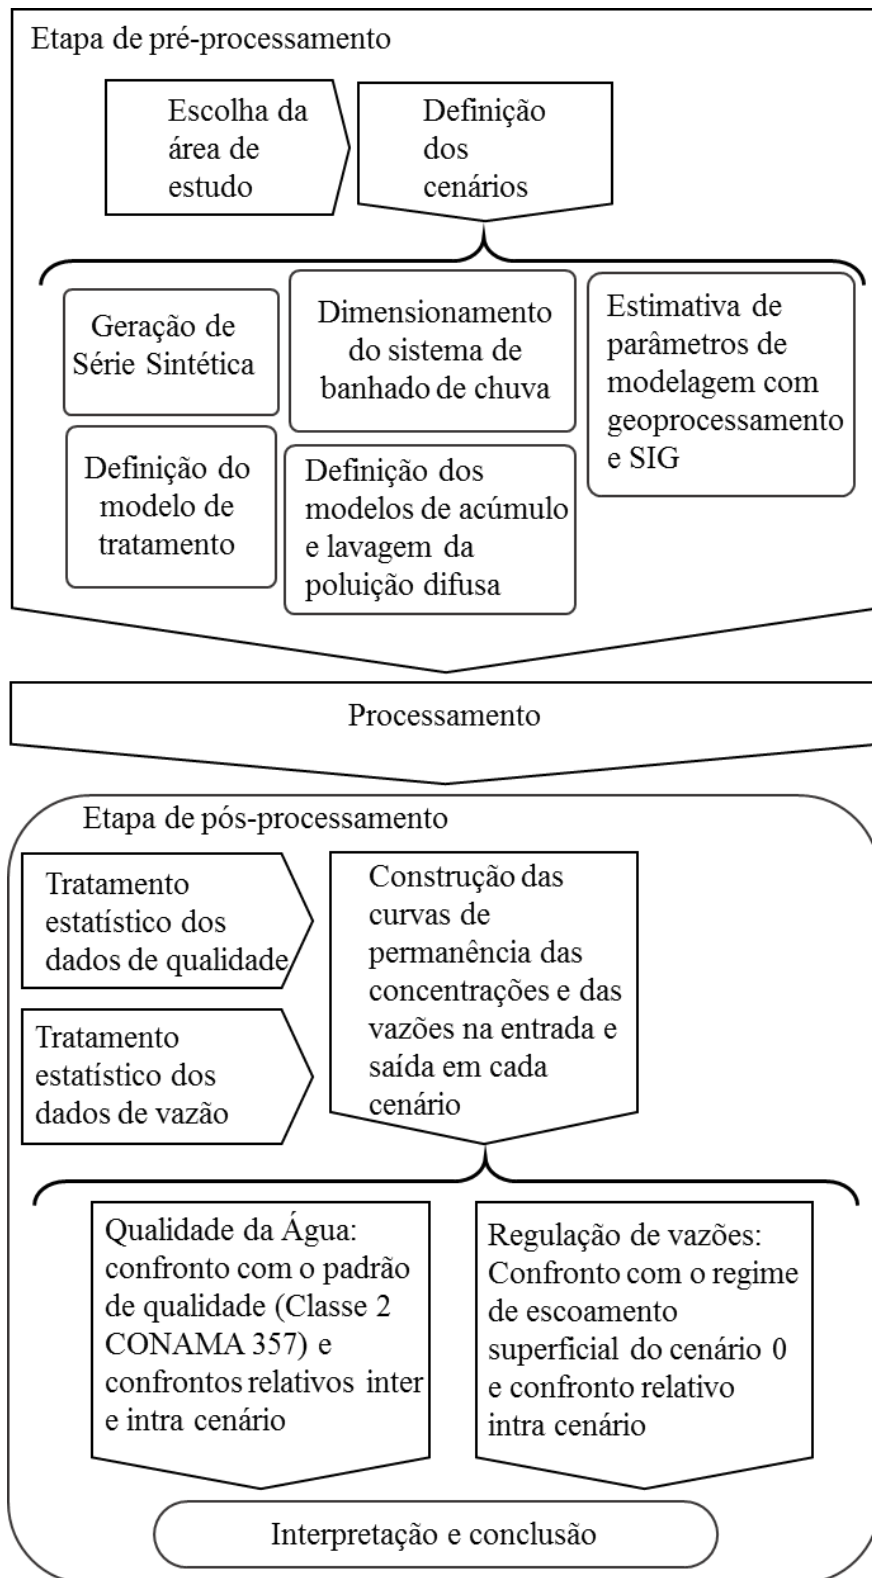 Etapa de pré-processamento
Escolha da
área de
estudo
Definição
dos
cenários
Geração de
Série Sintética
Dimensionamento
do sistema de
banhado de chuva
Estimativa de
parâmetros de
modelagem com
geoprocessamento
e SIG
Definição do
modelo de
tratamento
Definição dos
modelos de acúmulo
e lavagem da
poluição difusa
Processamento
Etapa de pós-processamento
Tratamento
estatístico dos
dados de qualidade
Tratamento
estatístico dos
dados de vazão
Construção das
curvas de
permanência das
concentrações e das
vazões na entrada e
saída em cada
cenário
Qualidade da Água:
confronto com o padrão
de qualidade (Classe 2
CONAMA 357) e
confrontos relativos inter
e intra cenário
Regulação de vazões:
Confronto com o regime
de escoamento
superficial do cenário 0
e confronto relativo
intra cenário
Interpretação e conclusão